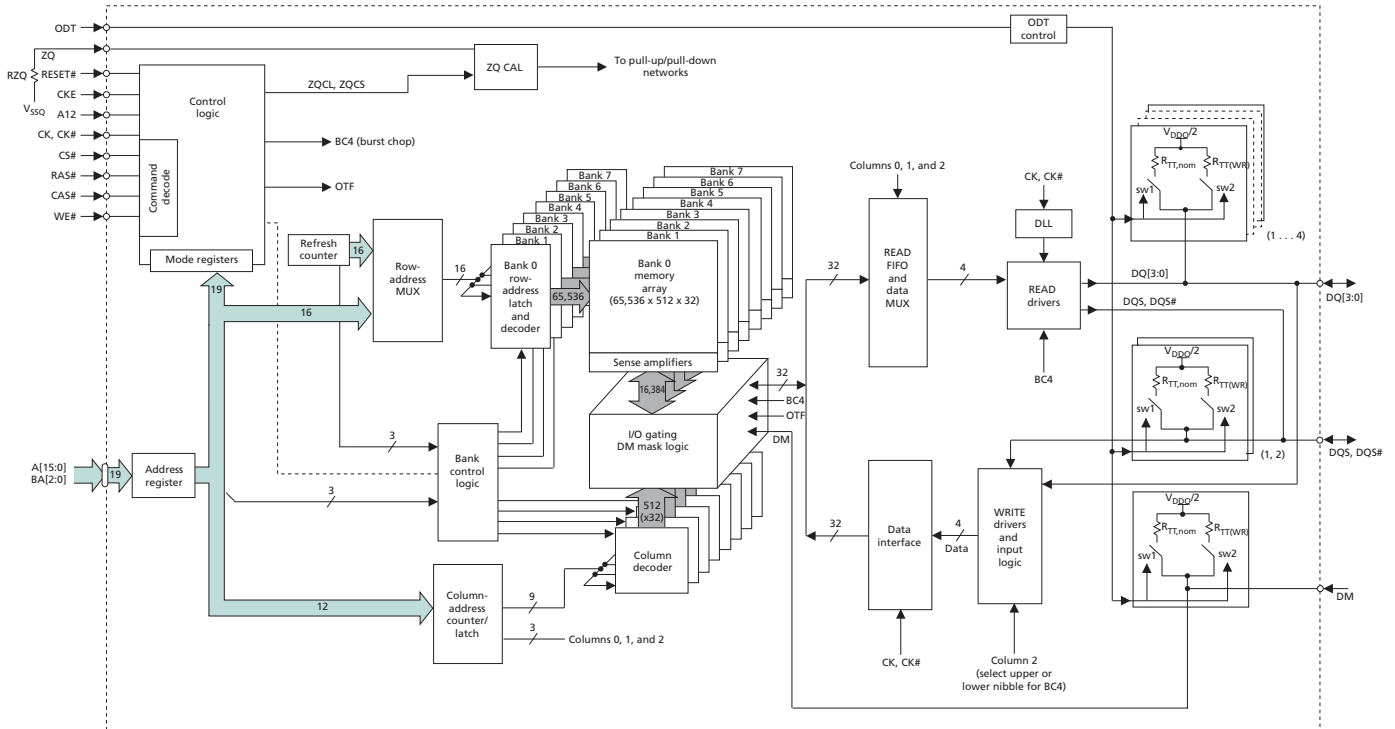 ODT
ODT
control
ZQ
RZQ
RESET#
ZQ CAL
To pull-up/pull-down
networks
ZQCL, ZQCS
CKE
V_SSQ
A12
Control
logic
CK, CK#
BC4 (burst chop)
CS#
RAS#
CAS#
WE#
Command
decode
OTF
Mode registers
Refresh
counter
16
19
16
Row-
address
MUX
16
Bank 7
Bank 6
Bank 5
Bank 4
Bank 3
Bank 2
Bank 1
Bank 0
row-
address
latch
and
decoder
65,536
Bank 7
Bank 6
Bank 5
Bank 4
Bank 3
Bank 2
Bank 1
Bank 0
memory
array
(65,536 x 512 x 32)
Sense amplifiers
16,384
32
BC4
OTF
DM
I/O gating
DM mask logic
3
Bank
control
logic
3
A[15:0]
BA[2:0]
19
Address
register
512
(x32)
Column
decoder
12
Column-
address
counter/
latch
9
3
Columns 0, 1, and 2
Columns 0, 1, and 2
32
READ
FIFO
and
data
MUX
4
CK, CK#
DLL
READ
drivers
BC4
DQ[3:0]
DQ[3:0]
DQS, DQS#
V_DDQ/2
R_TT,nom
R_TT(WR)
sw1
sw2
(1 . . . 4)
V_DDQ/2
R_TT,nom
R_TT(WR)
sw1
sw2
(1, 2)
DQS, DQS#
32
Data
interface
4
Data
WRITE
drivers
and
input
logic
CK, CK#
Column 2
(select upper or
lower nibble for BC4)
V_DDQ/2
R_TT,nom
R_TT(WR)
sw1
sw2
DM